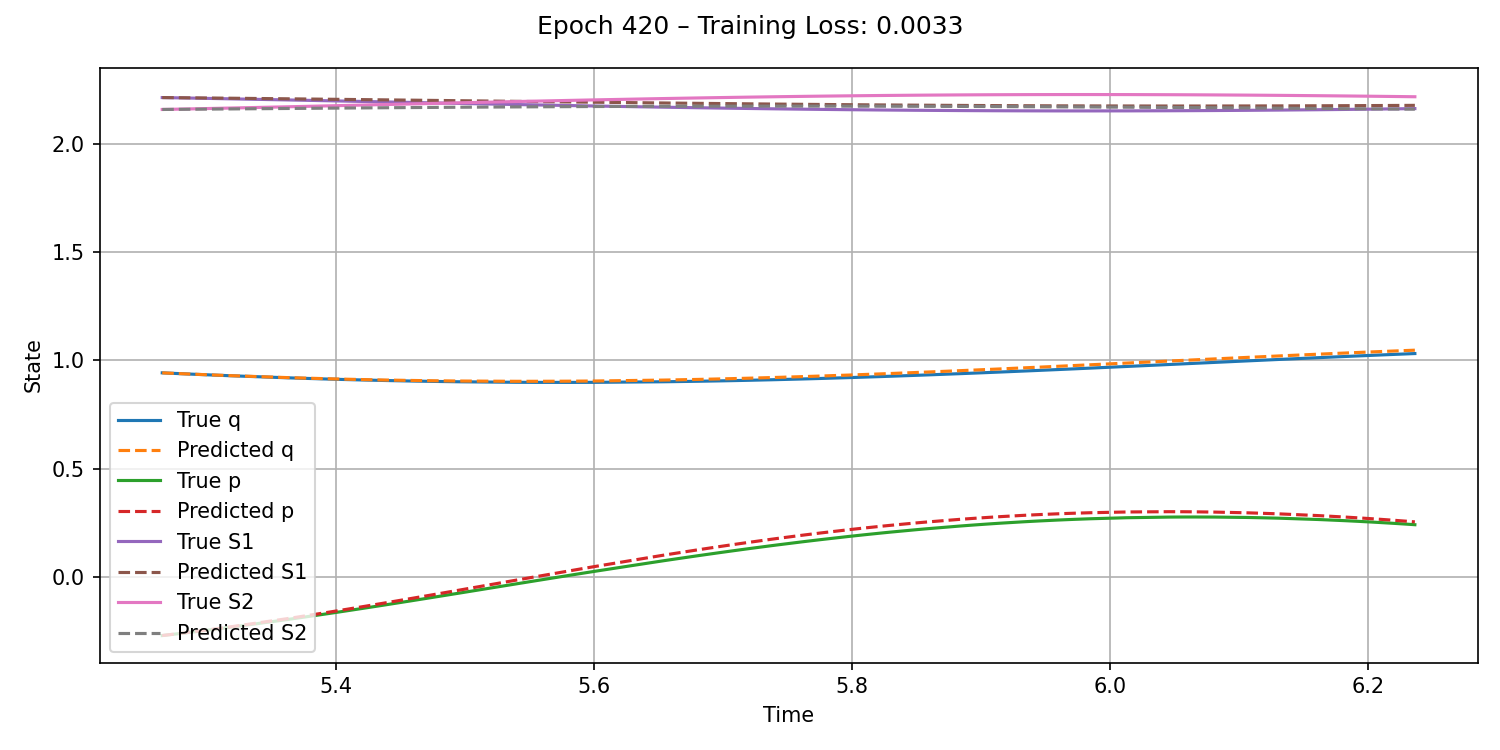 Epoch 420 – Training Loss: 0.0033
2.0
1.5
1.0
0.5
0.0
State
True q
Predicted q
True p
Predicted p
True S1
Predicted S1
True S2
Predicted S2
5.4
5.6
5.8
6.0
6.2
Time